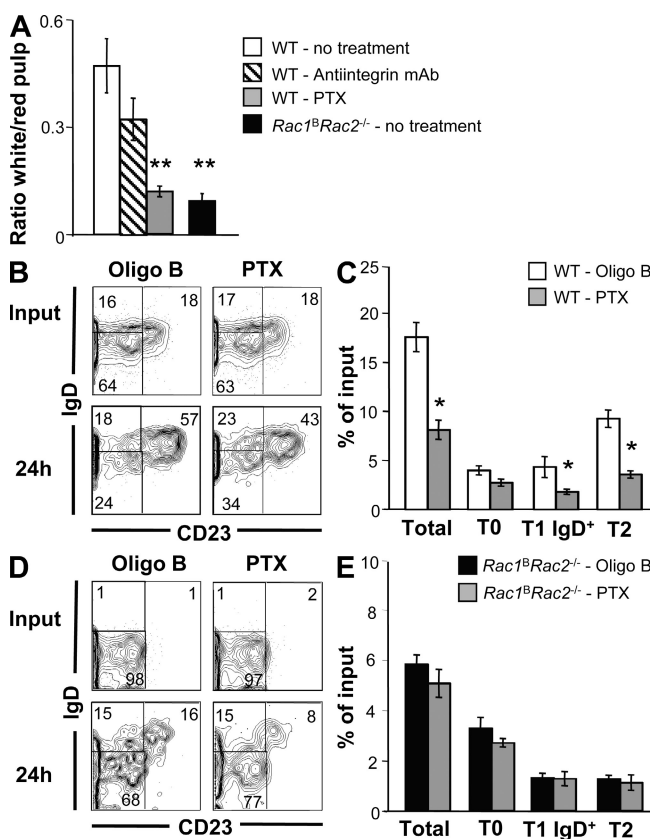 A
0.6
0.3
0
Ratio white/red pulp
WT - no treatment
WT - Antiintegrin mAb
WT - PTX
Rac1ᴮRac2⁻/⁻ - no treatment
** **
B
Oligo B PTX
Input
24h
IgD
16 18
64
17 18
63
18 57
24
23 43
34
CD23
C
25
20
15
10
5
0
% of input
WT - Oligo B
WT - PTX
*
*
*
Total T0 T1 IgD⁺ T2
D
Oligo B PTX
Input
24h
IgD
1 1
98
1 2
97
15 16
68
15 8
77
CD23
E
10
8
6
4
2
0
% of input
Rac1ᴮRac2⁻/⁻ - Oligo B
Rac1ᴮRac2⁻/⁻ - PTX
Total T0 T1 IgD⁺ T2